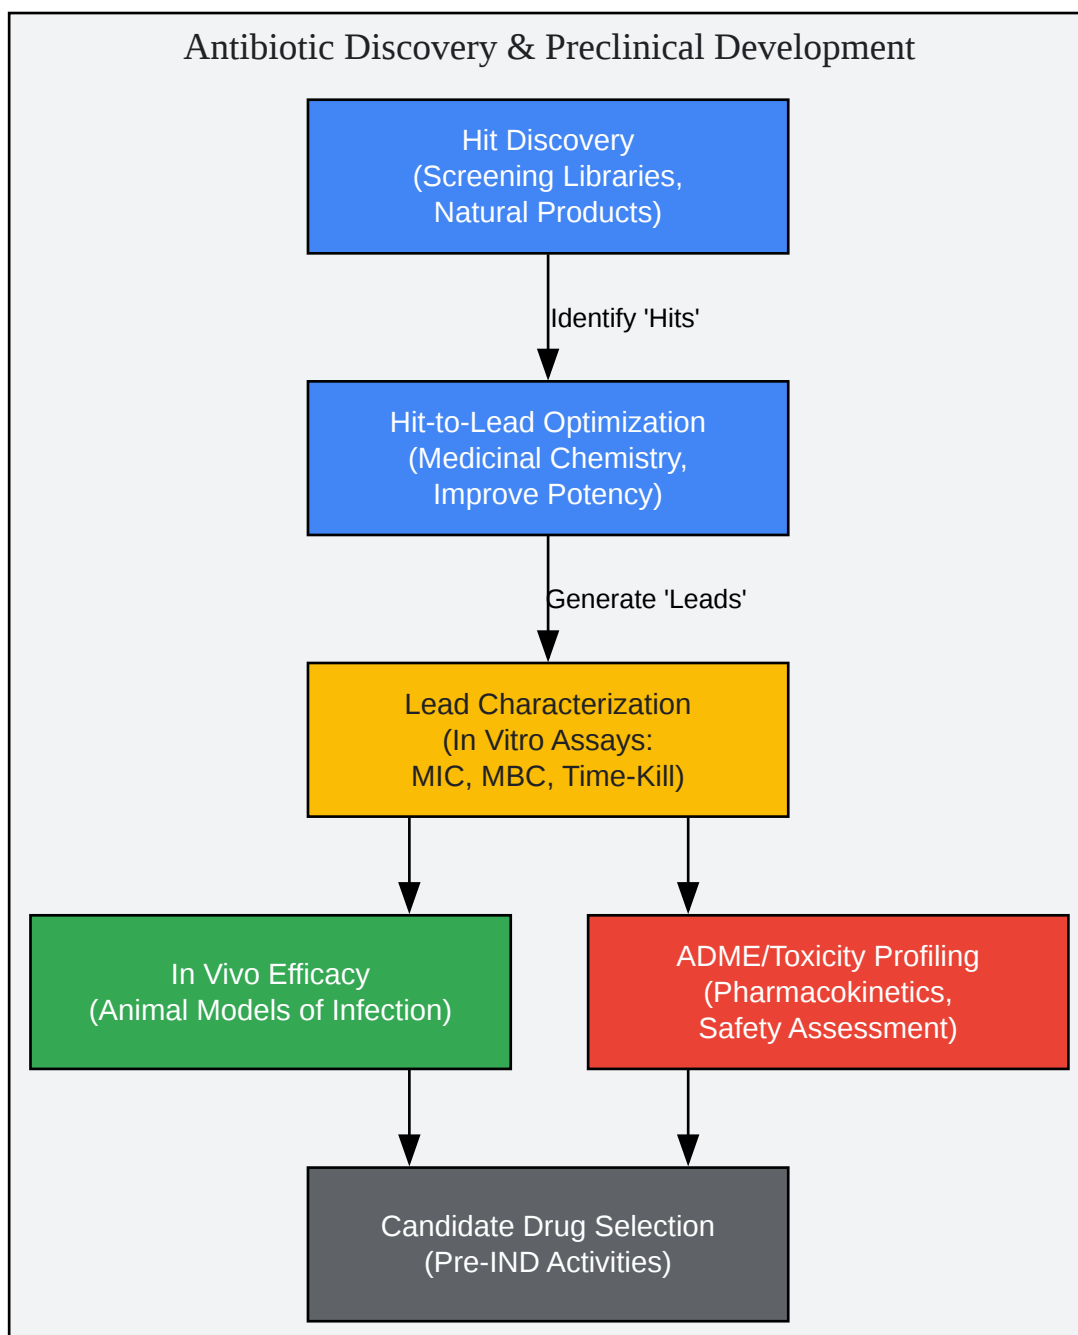 Antibiotic Discovery & Preclinical Development
Hit Discovery
(Screening Libraries,
Natural Products)
Identify 'Hits'
Hit-to-Lead Optimization
(Medicinal Chemistry,
Improve Potency)
Generate 'Leads'
Lead Characterization
(In Vitro Assays:
MIC, MBC, Time-Kill)
In Vivo Efficacy
(Animal Models of Infection)
ADME/Toxicity Profiling
(Pharmacokinetics,
Safety Assessment)
Candidate Drug Selection
(Pre-IND Activities)